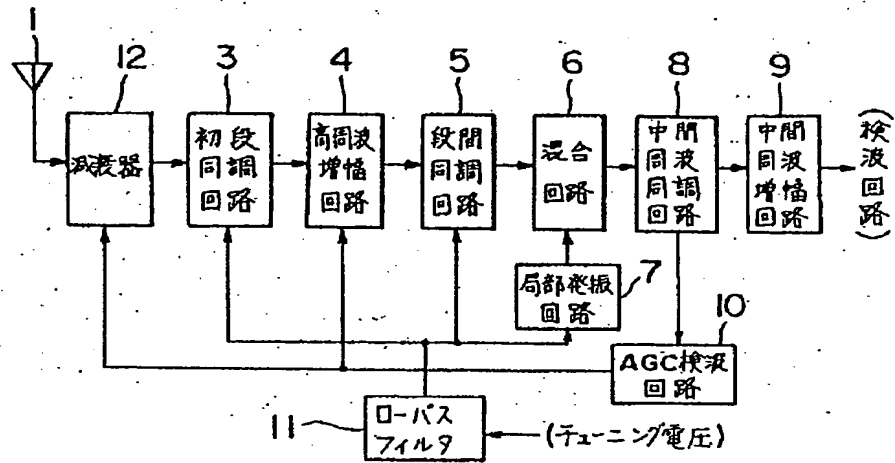 1
12
3
4
5
6
8
9
減衰器
初段
同調
回路
高周波
増幅
回路
段間
同調
回路
混合
回路
中間
周波
同調
回路
中間
周波
増幅
回路
(検波回路)
局部発振
回路
7
10
AGC検波
回路
11
ローパス
フィルタ
(チューニング電圧)